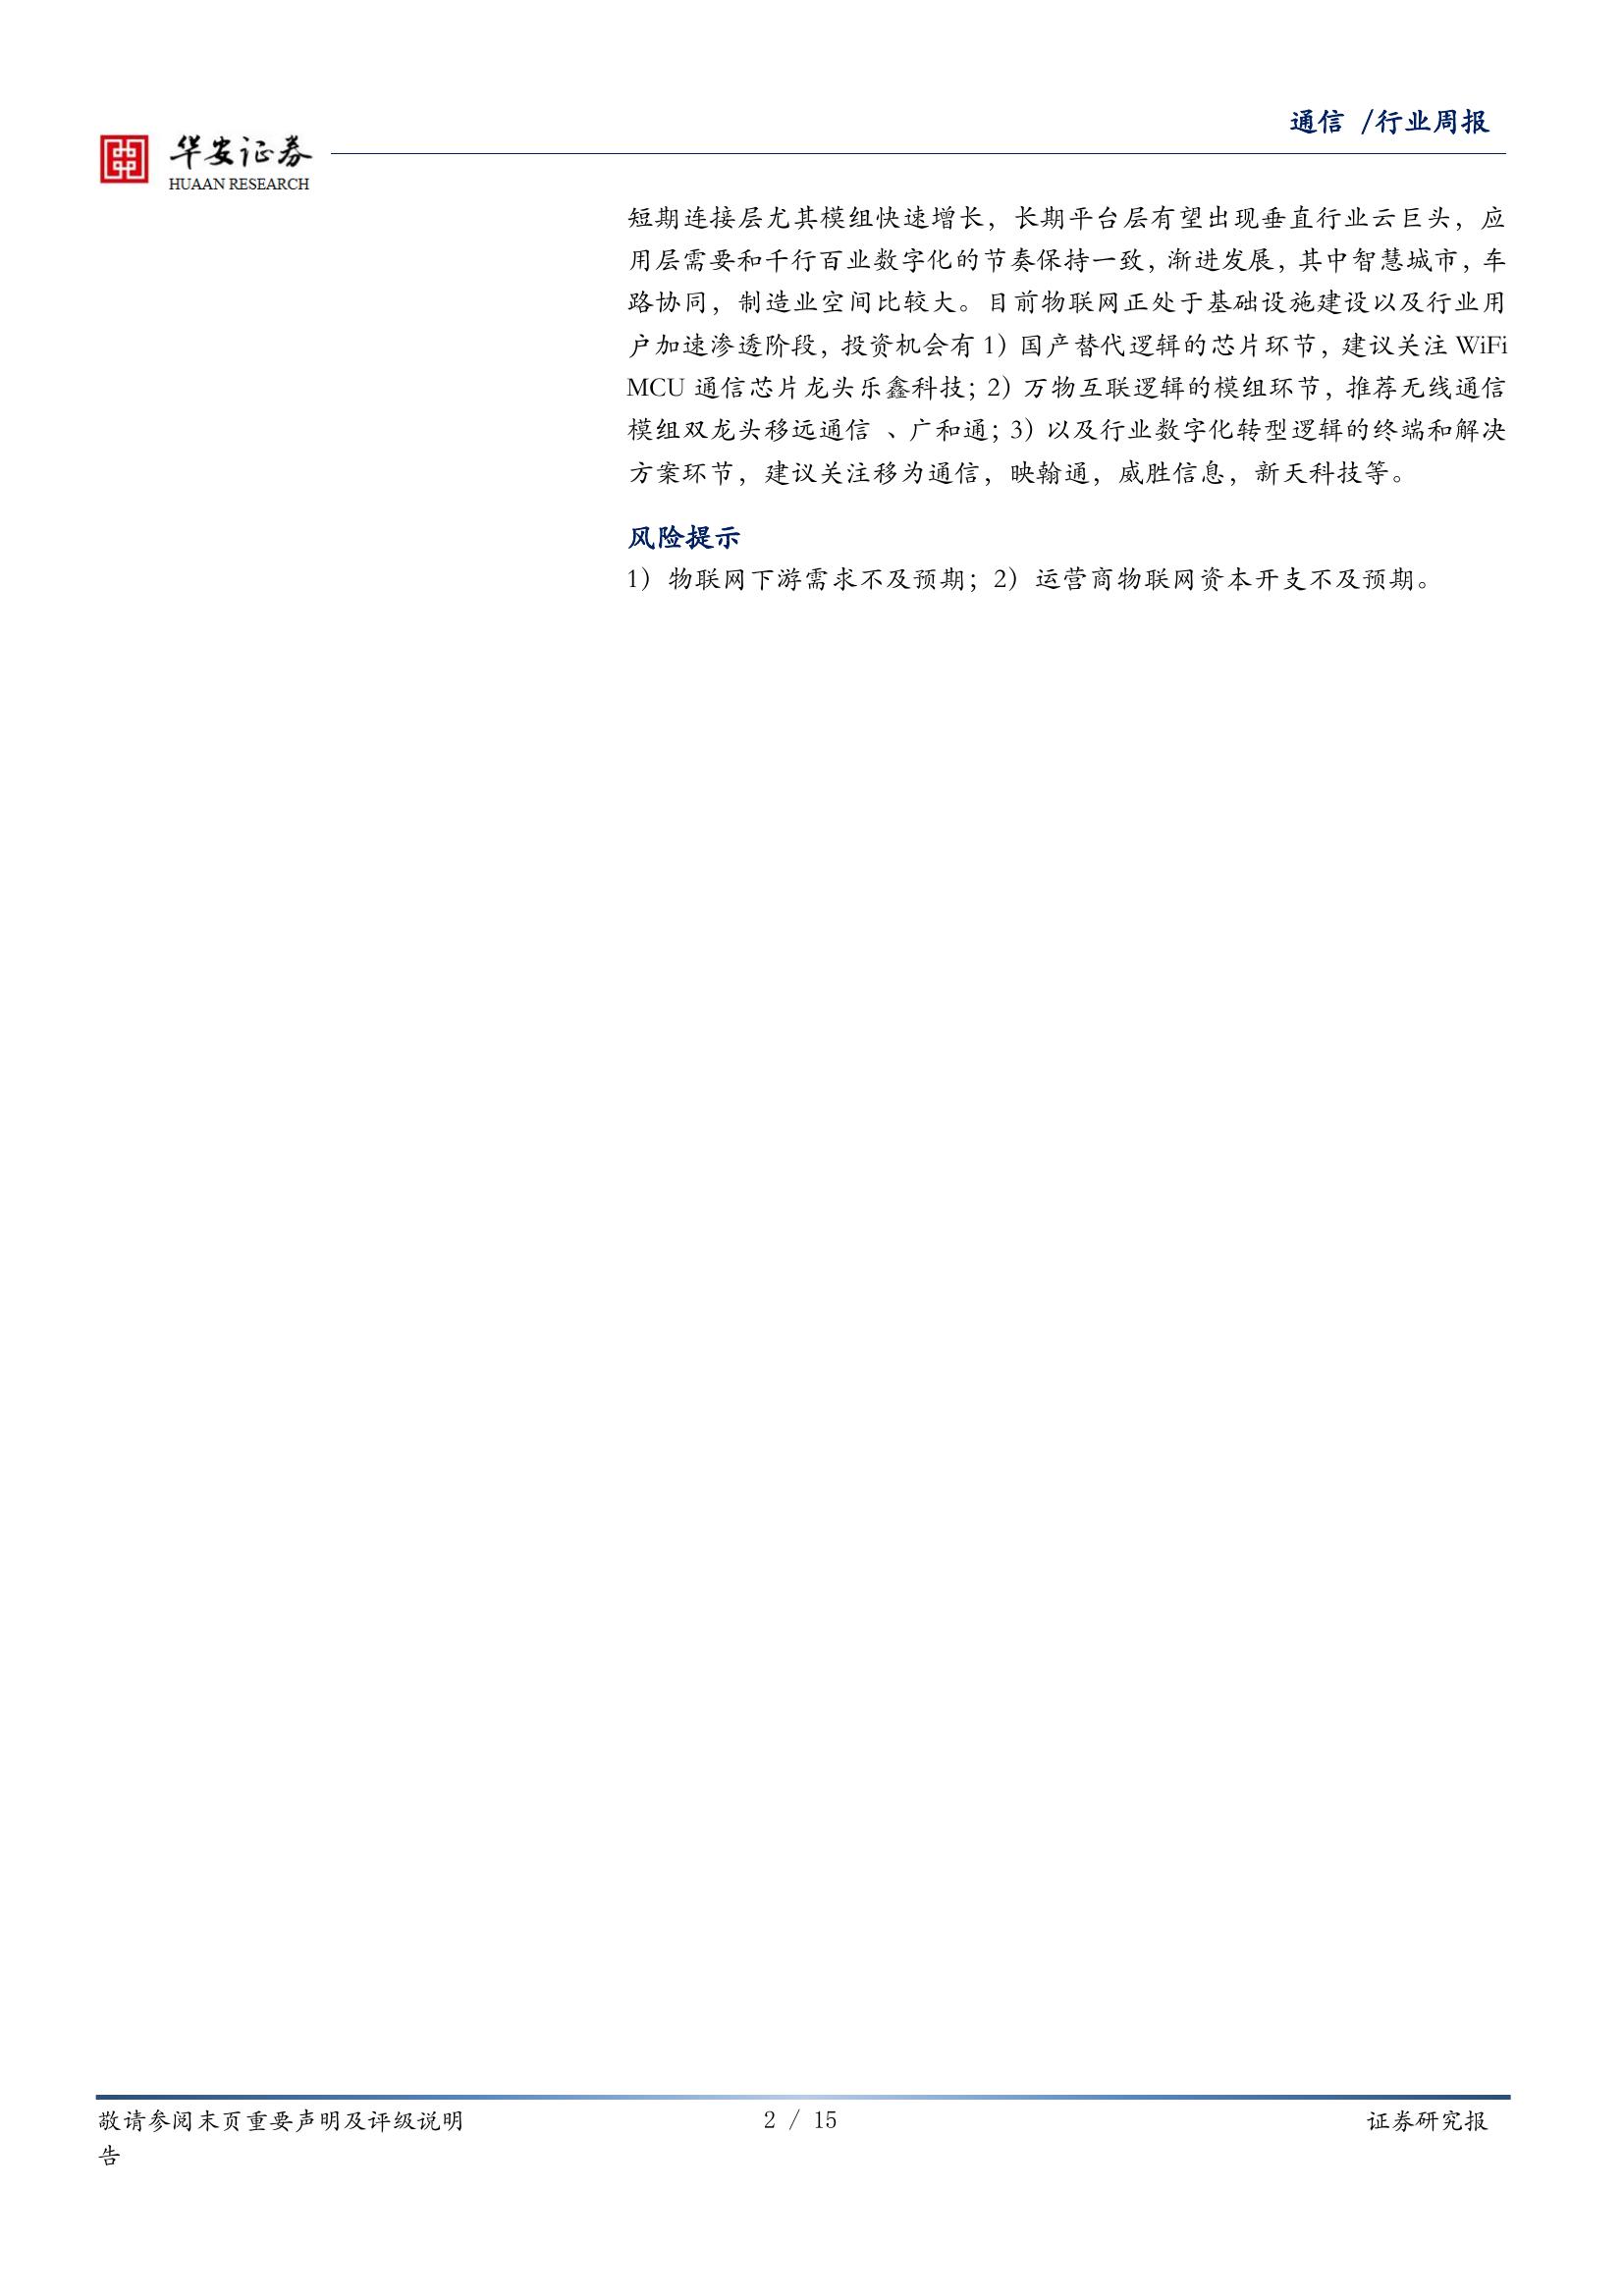 通信 /行业周报
华安证券
HUAAN RESEARCH
短期连接层尤其模组快速增长，长期平台层有望出现垂直行业云巨头，应
用层需要和千行百业数字化的节奏保持一致，渐进发展，其中智慧城市，车
路协同，制造业空间比较大。目前物联网正处于基础设施建设以及行业用
户加速渗透阶段，投资机会有 1）国产替代逻辑的芯片环节，建议关注 WiFi
MCU 通信芯片龙头乐鑫科技；2）万物互联逻辑的模组环节，推荐无线通信
模组双龙头移远通信 、广和通；3）以及行业数字化转型逻辑的终端和解决
方案环节，建议关注移为通信，映翰通，威胜信息，新天科技等。
风险提示
1）物联网下游需求不及预期；2）运营商物联网资本开支不及预期。
敬请参阅末页重要声明及评级说明 2 / 15 证券研究报
告